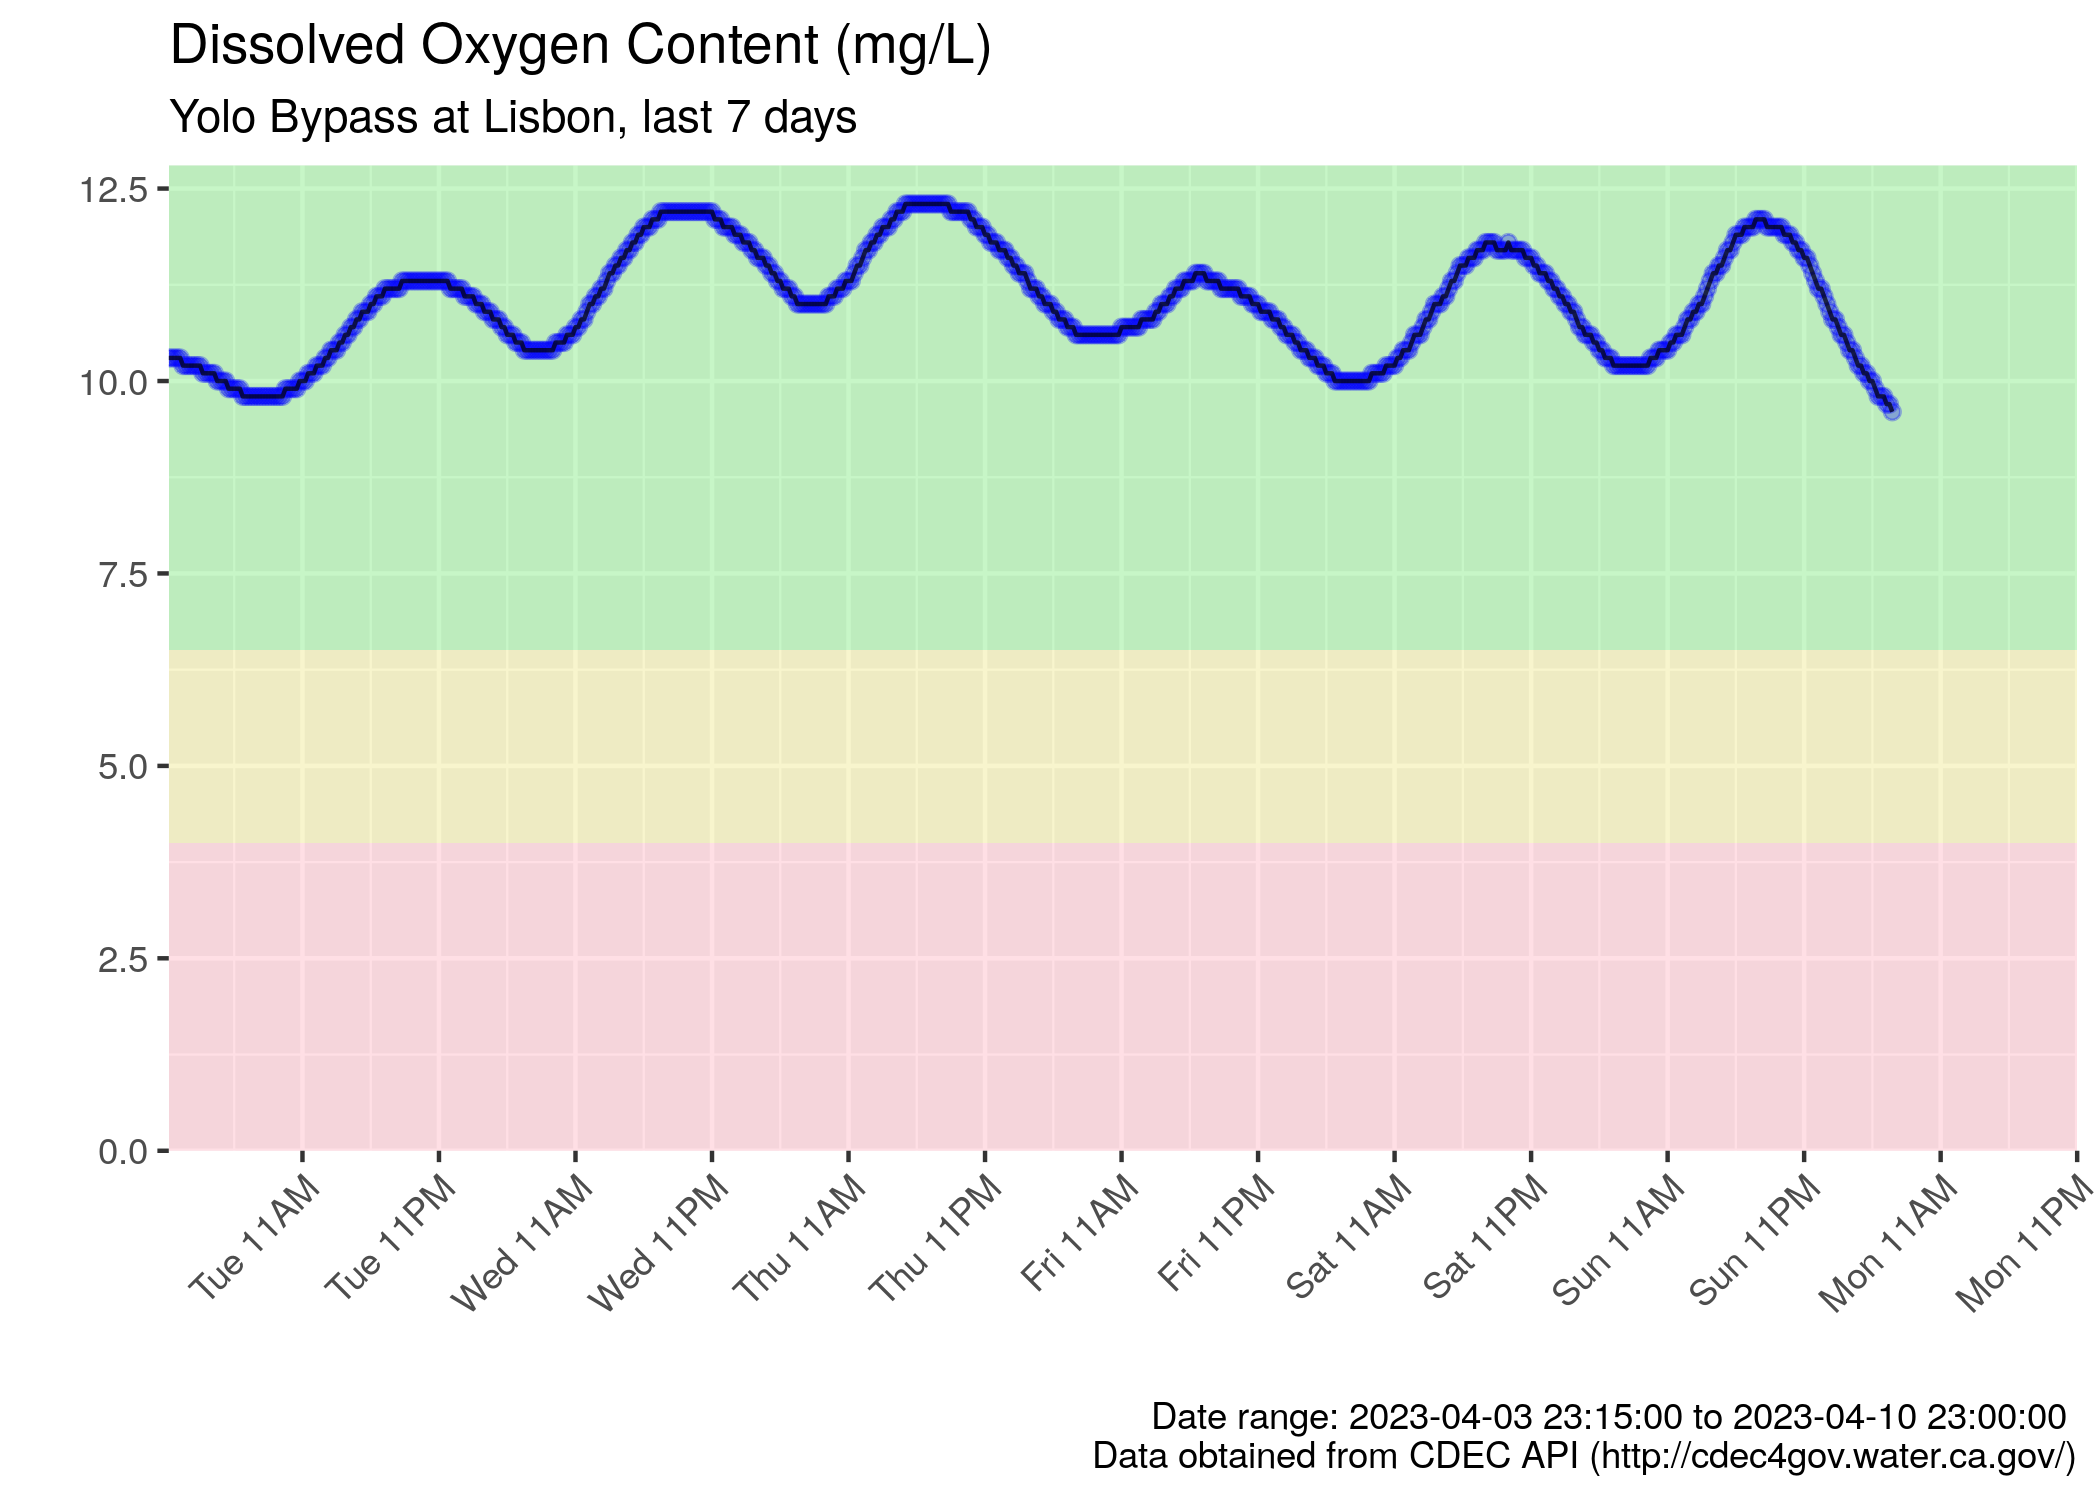 Dissolved Oxygen Content (mg/L)
Yolo Bypass at Lisbon, last 7 days
12.5
10.0
7.5
5.0
2.5
0.0
Tue 11AM
Tue 11PM
Wed 11AM
Wed 11PM
Thu 11AM
Thu 11PM
Fri 11AM
Fri 11PM
Sat 11AM
Sat 11PM
Sun 11AM
Sun 11PM
Mon 11AM
Mon 11PM
Date range: 2023-04-03 23:15:00 to 2023-04-10 23:00:00
Data obtained from CDEC API (http://cdec4gov.water.ca.gov/)